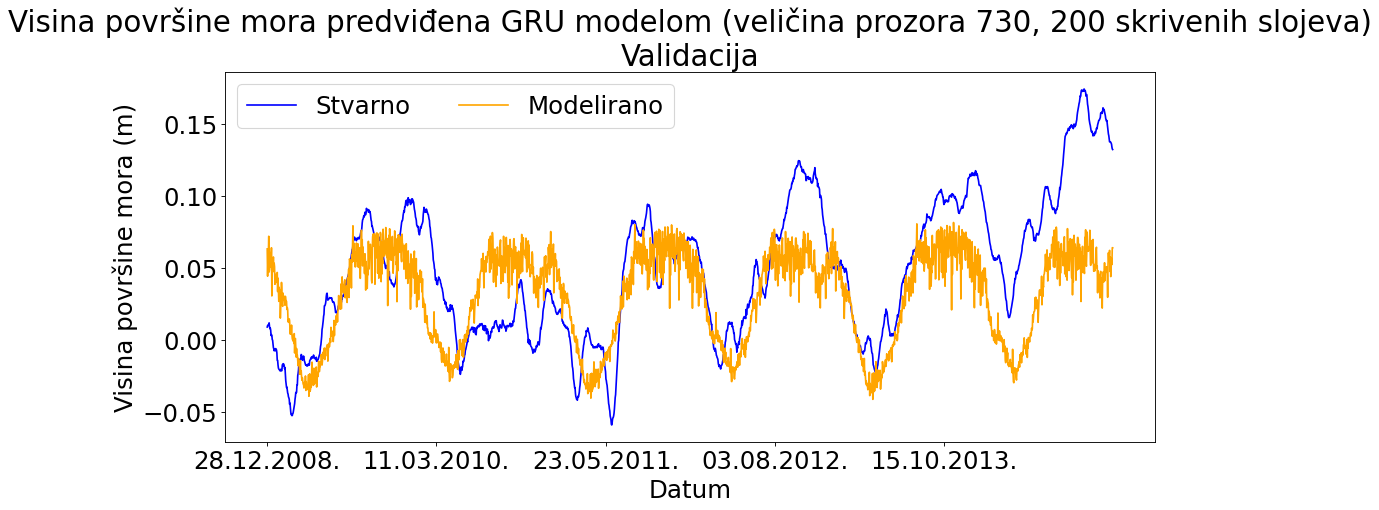 Visina površine mora predviđena GRU modelom (veličina prozora 730, 200 skrivenih slojeva)
Validacija
Stvarno
Modelirano
Visina površine mora (m)
0.15
0.10
0.05
0.00
−0.05
28.12.2008.
11.03.2010.
23.05.2011.
03.08.2012.
15.10.2013.
Datum